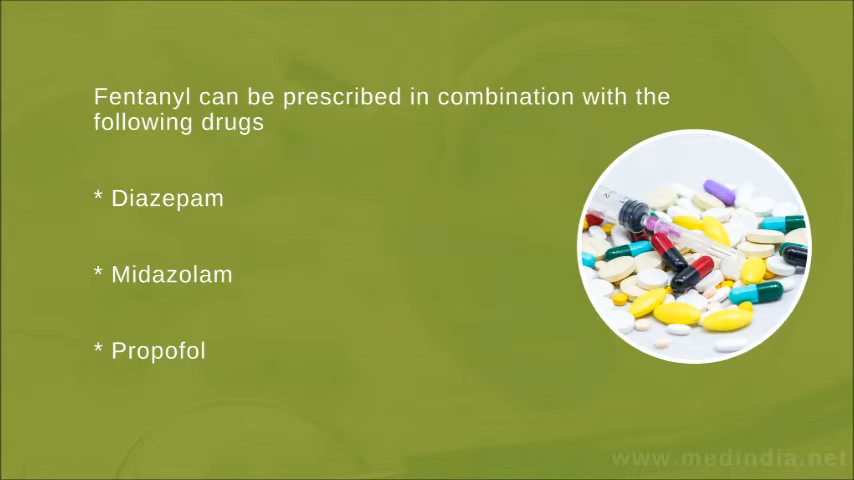 Fentanyl can be prescribed in combination with the
following drugs
* Diazepam
* Midazolam
* Propofol
www.medindia.net